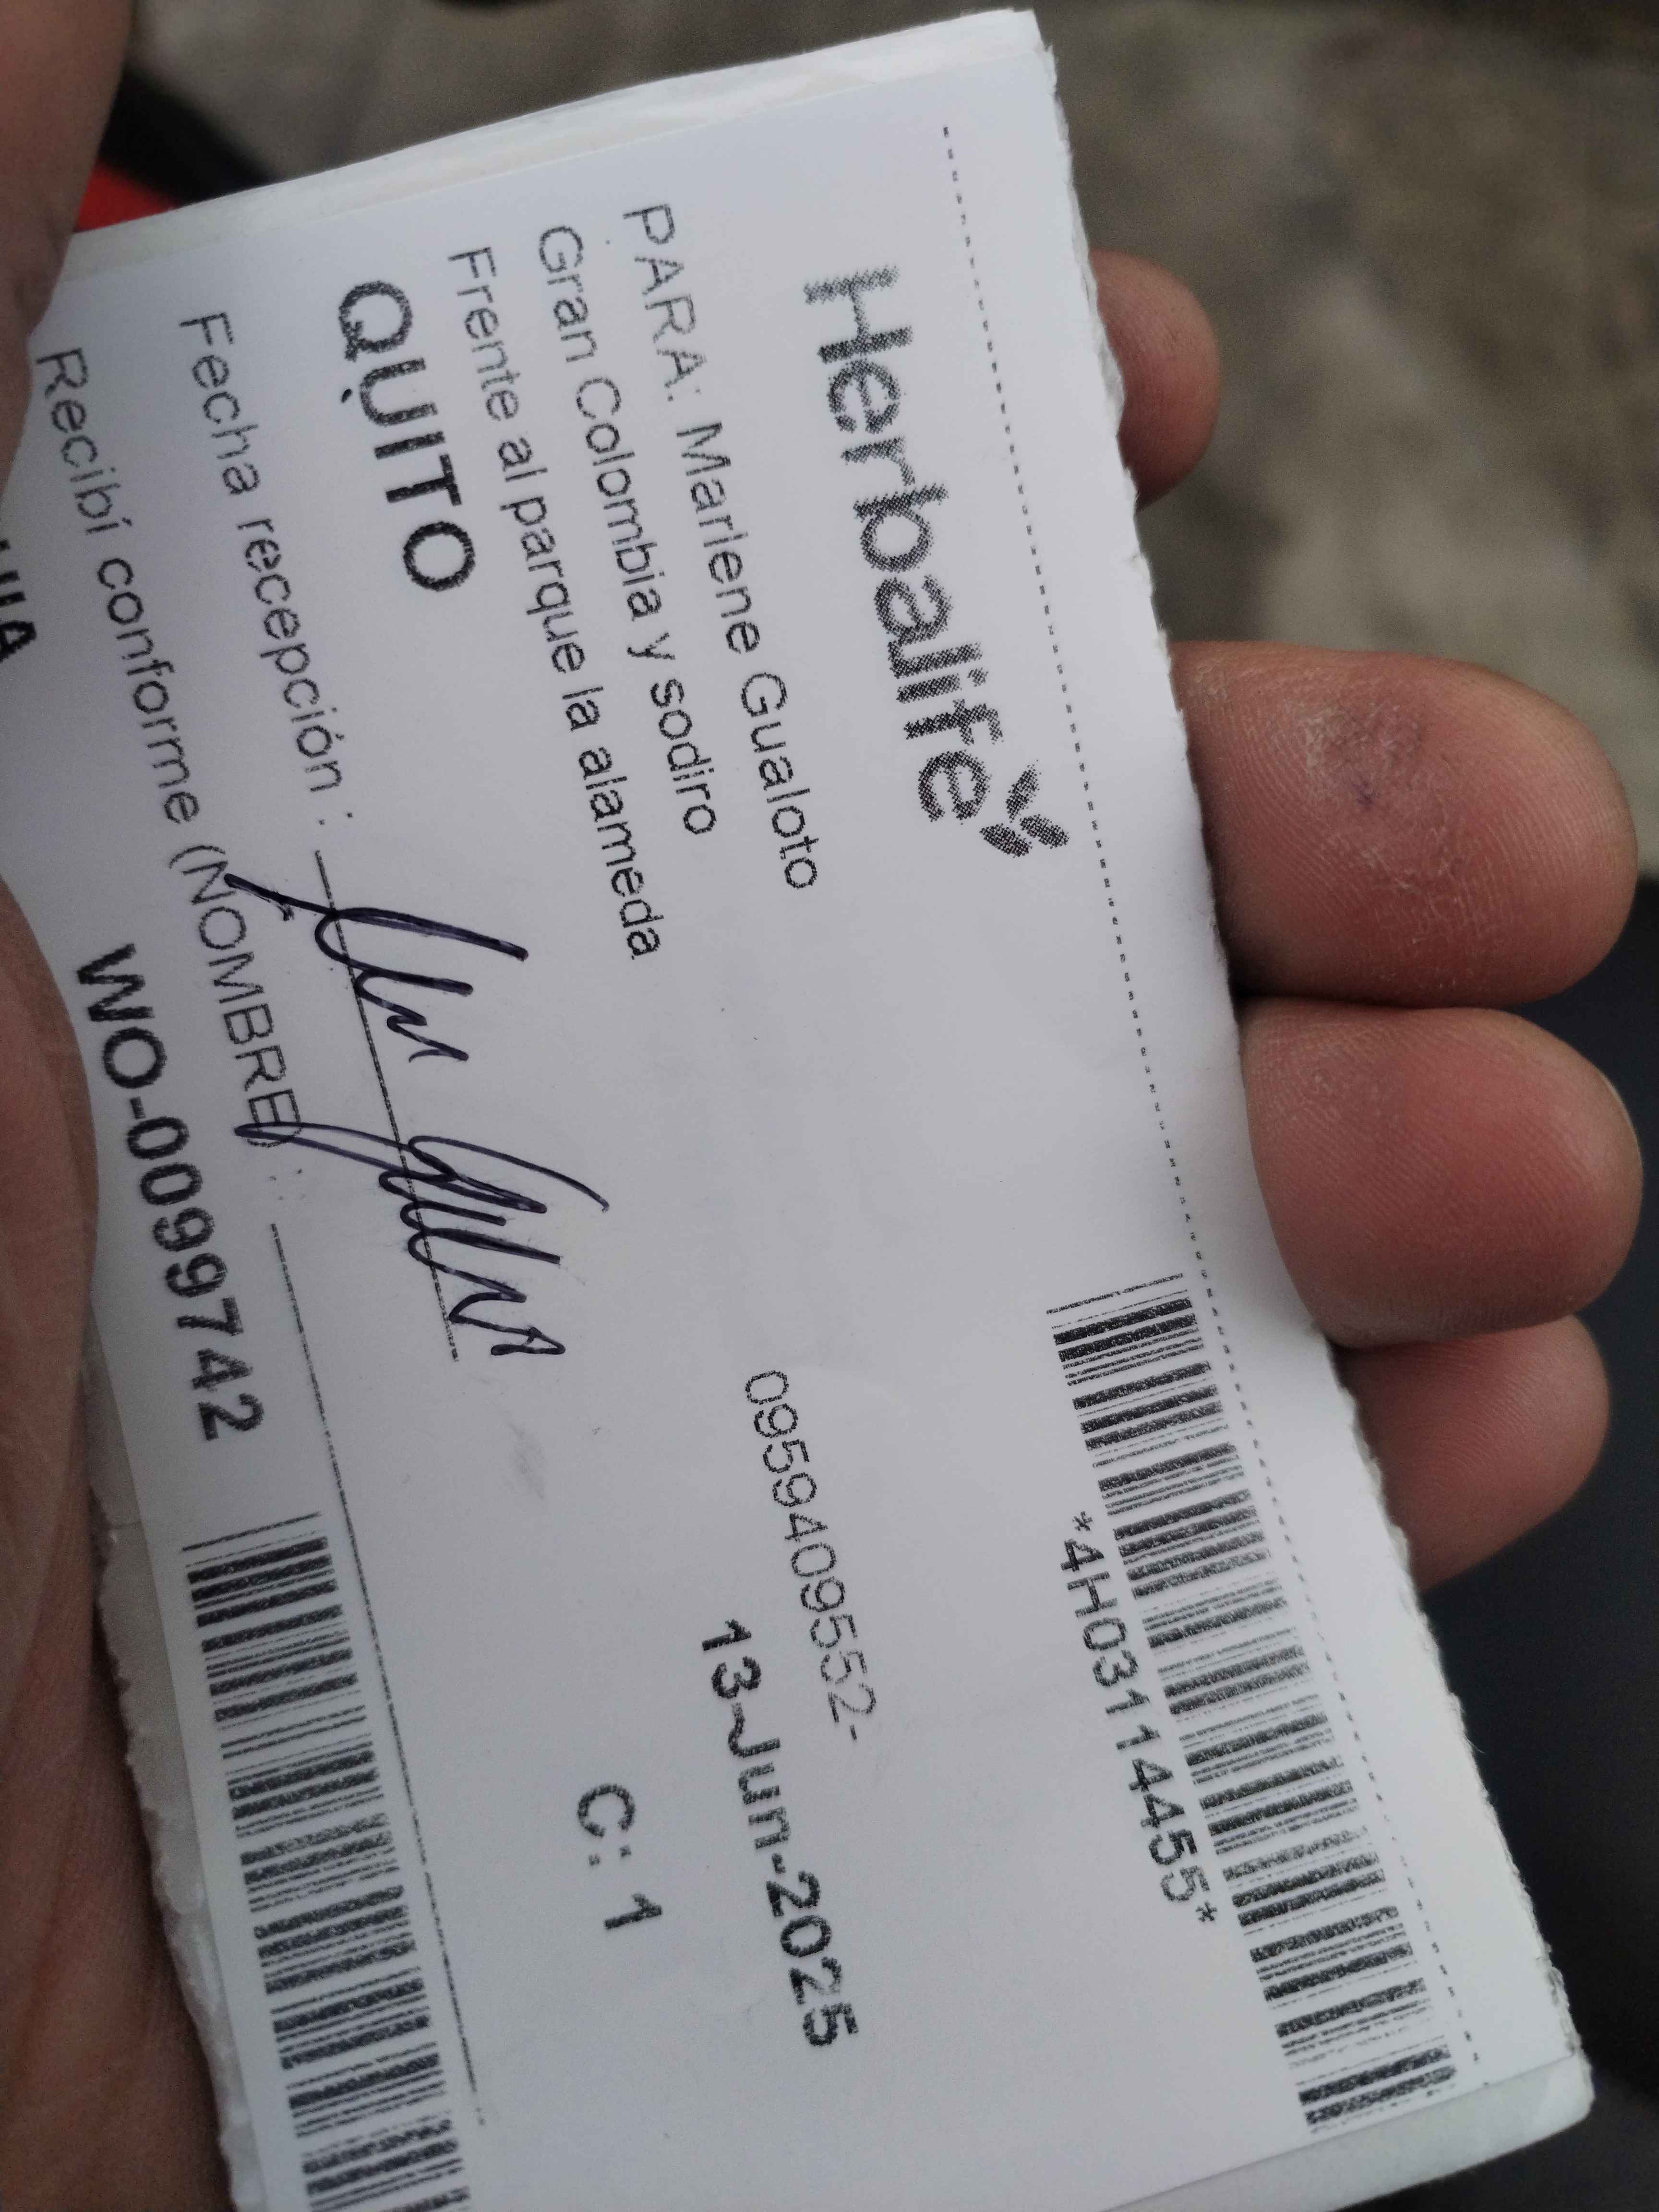 Herbalife
*4H03114455*
PARA: Marlene Gualoto
0959409552-
Gran Colombia y sodiro
13-Jun-2025
Frente al parque la alameda
C: 1
QUITO
Fecha recepción :
Recibí conforme (NOMBRE :
WO-0099742